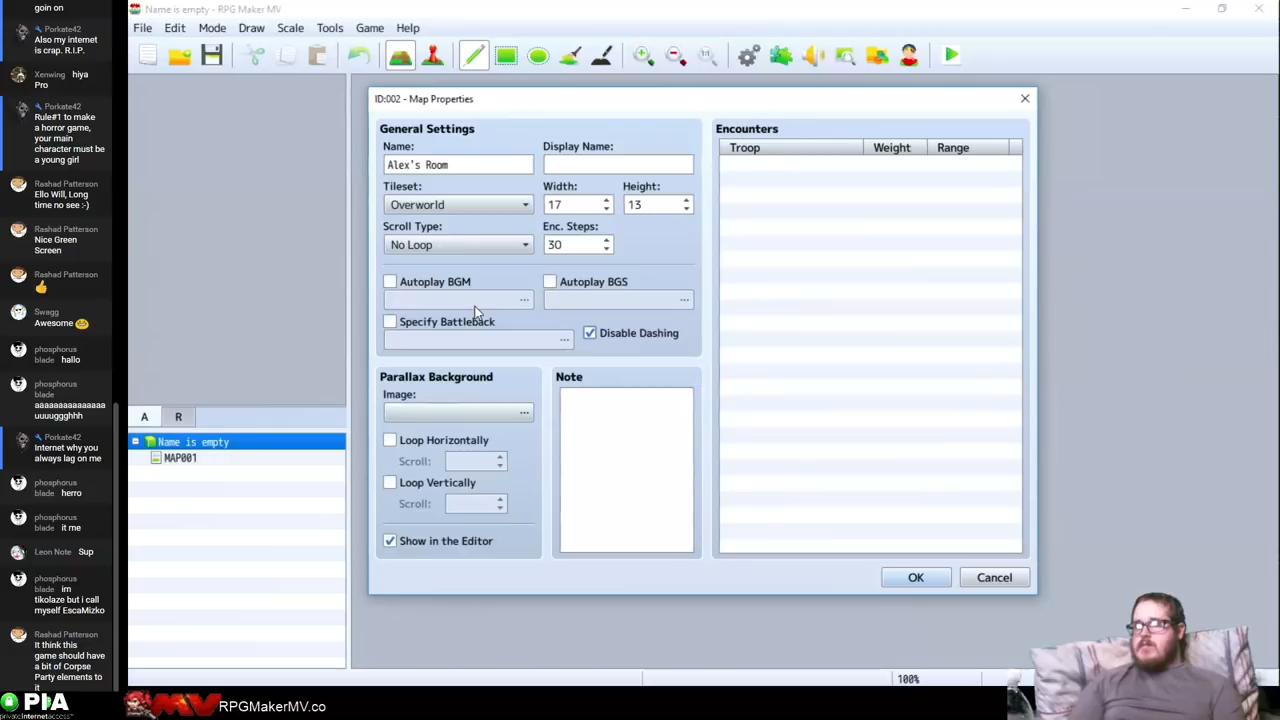 goin on
Porkate42
Also my internet
is crap. R.I.P.
Xenwing hiya
Pro
Porkate42
Rule#1 to make
a horror game,
your main
character must be
a young girl
Rashad Patterson
Ello Will, Long
time no see :-)
Rashad Patterson
Nice Green
Screen
Rashad Patterson
Swagg
Awesome
phosphorus
blade hallo
phosphorus
blade
aaaaaaaaaaaaaa
uuuuggghhh
Porkate42
Internet why you
always lag on me
phosphorus
blade herro
phosphorus
blade it me
Leon Note Sup
phosphorus
blade im
tikolaze but i call
myself EscaMizko
Rashad Patterson
It think this
game should have
a bit of Corpse
Party elements to
it
PIA
privateinternetaccess™
Name is empty - RPG Maker MV
File Edit Mode Draw Scale Tools Game Help
A R
Name is empty
MAP001
ID:002 - Map Properties
General Settings
Name: Display Name:
Alex's Room
Tileset: Width: Height:
Overworld 17 13
Scroll Type: Enc. Steps:
No Loop 30
Autoplay BGM Autoplay BGS
Specify Battleback Disable Dashing
Parallax Background
Image:
Loop Horizontally
Scroll:
Loop Vertically
Scroll:
Show in the Editor
Note
Encounters
Troop Weight Range
OK Cancel
100%
MV RPGMakerMV.co